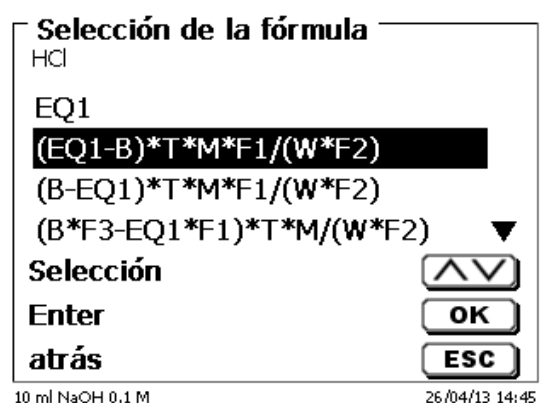 Selección de la fórmula
HCl
EQ1
(EQ1-B)*T*M*F1/(W*F2)
(B-EQ1)*T*M*F1/(W*F2)
(B*F3-EQ1*F1)*T*M/(W*F2)
Selección
Enter OK
atrás ESC
10 ml NaOH 0.1 M 26/04/13 14:45